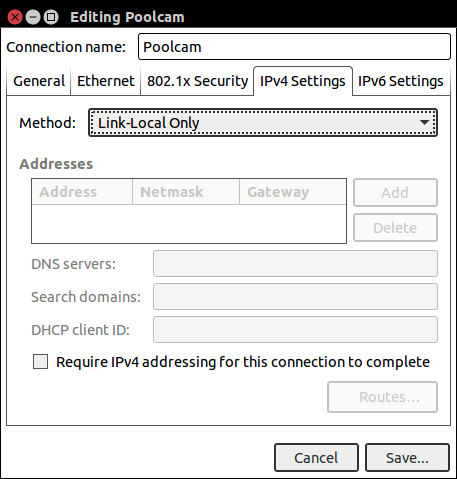 Editing Poolcam
Connection name: Poolcam
General Ethernet 802.1x Security IPv4 Settings IPv6 Settings
Method: Link-Local Only
Addresses
Address Netmask Gateway Add
Delete
DNS servers:
Search domains:
DHCP client ID:
Require IPv4 addressing for this connection to complete
Routes...
Cancel Save...